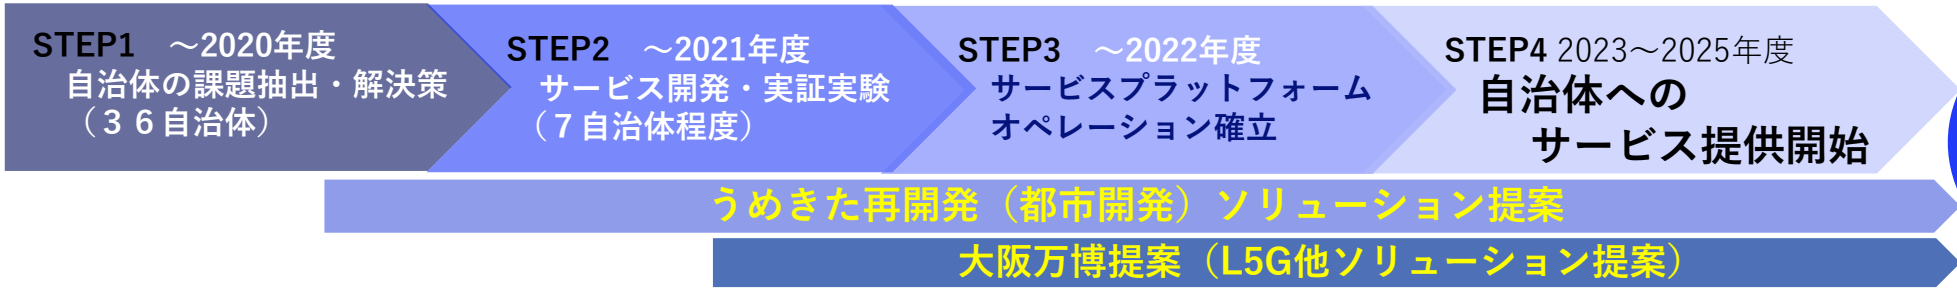 STEP1 ～2020年度
自治体の課題抽出・解決策
（３６自治体）
STEP2 ～2021年度
サービス開発・実証実験
（７自治体程度）
STEP3 ～2022年度
サービスプラットフォーム
オペレーション確立
STEP4 2023～2025年度
自治体への
サービス提供開始
うめきた再開発（都市開発）ソリューション提案
大阪万博提案（L5G他ソリューション提案）